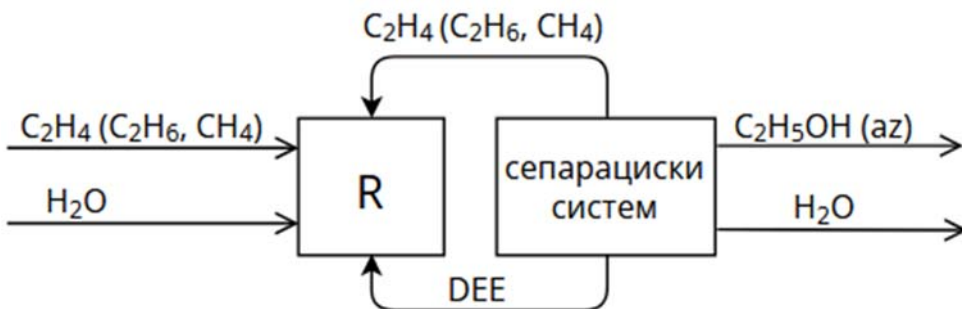 C₂H₄ (C₂H₆, CH₄)
C₂H₄ (C₂H₆, CH₄)
H₂O
R
сепарациски
систем
C₂H₅OH (az)
H₂O
DEE